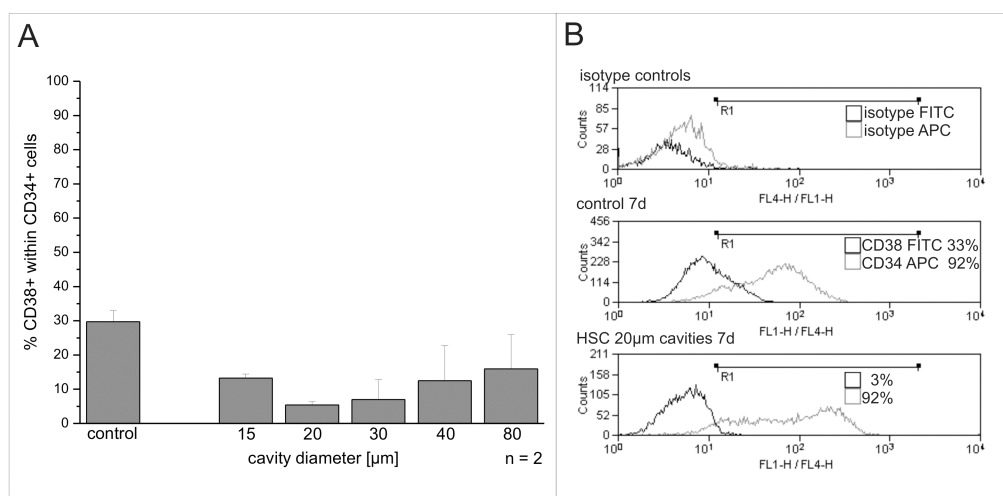 A
% CD38+ within CD34+ cells
100
90
80
70
60
50
40
30
20
10
0
control 15 20 30 40 80
cavity diameter [µm] n = 2
B
isotype controls
114
85
57
28
0
Counts
R1
isotype FITC
isotype APC
10⁰ 10¹ 10² 10³ 10⁴
FL4-H / FL1-H
control 7d
456
342
228
114
0
Counts
R1
CD38 FITC 33%
CD34 APC 92%
10⁰ 10¹ 10² 10³ 10⁴
FL1-H / FL4-H
HSC 20µm cavities 7d
211
158
105
52
0
Counts
R1
3%
92%
10⁰ 10¹ 10² 10³ 10⁴
FL1-H / FL4-H